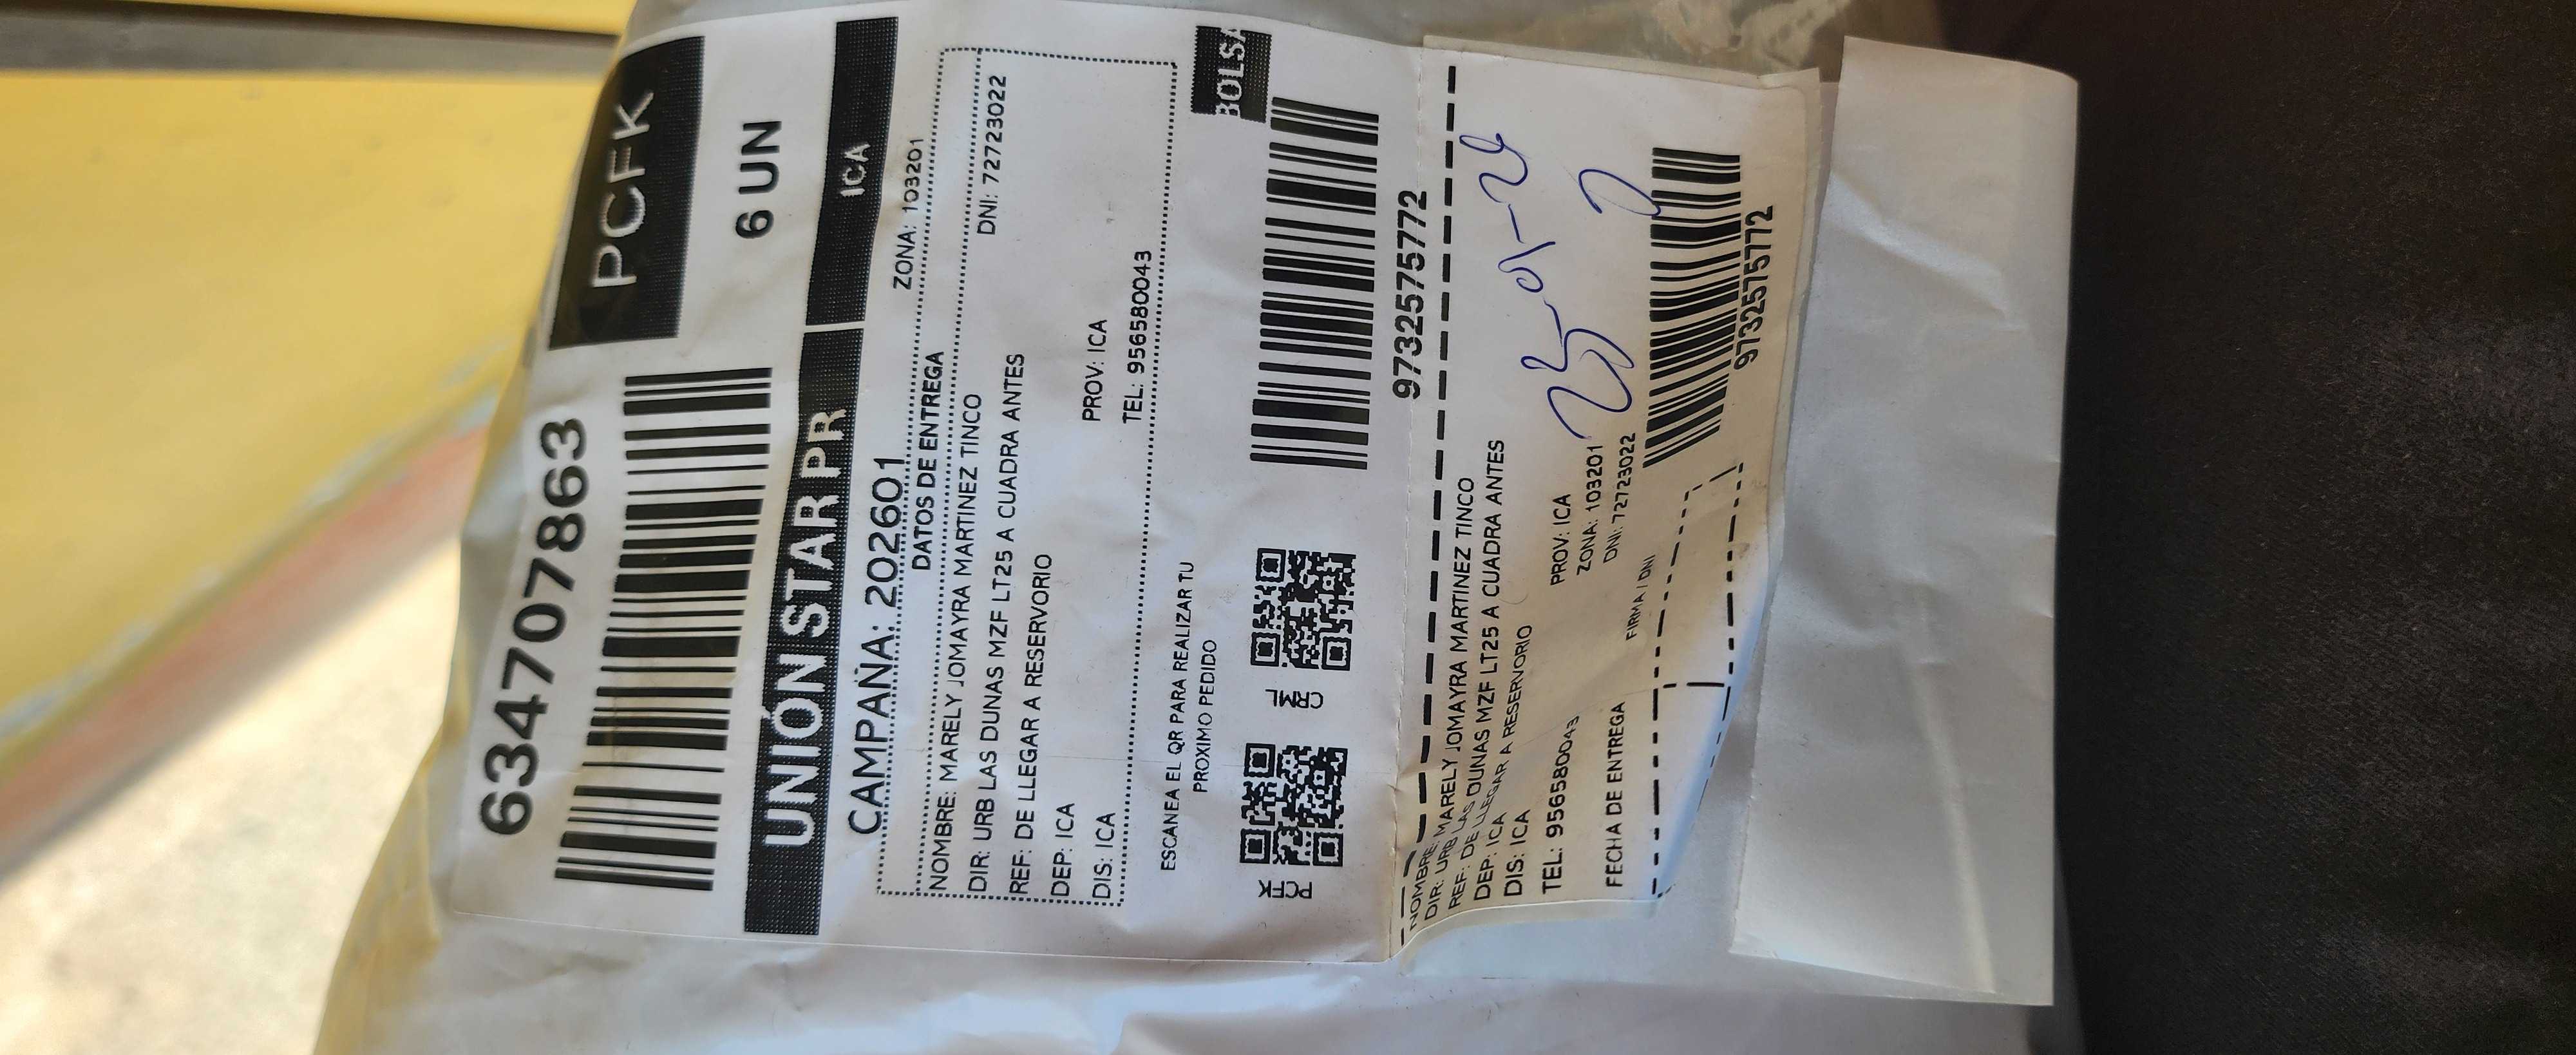 6347078​63
PCFK
6 UN
UNIÓN STAR PR
ICA
CAMPAÑA: 202601
ZONA: 103201
DATOS DE ENTREGA
NOMBRE: MARELY JOMAYRA MARTINEZ TINCO
DIR: URB LAS DUNAS MZF LT25 A CUADRA ANTES
DNI: 72723022
REF: DE LLEGAR A RESERVORIO
DEP: ICA
PROV: ICA
DIS: ICA
TEL: 956580043
ESCANEA EL QR PARA REALIZAR TU
PROXIMO PEDIDO
BOLSA
9732575772
NOMBRE: MARELY JOMAYRA MARTINEZ TINCO
DIR: URB LAS DUNAS MZF LT25 A CUADRA ANTES
REF: DE LLEGAR A RESERVORIO
DEP: ICA
PROV: ICA
DIS: ICA
ZONA: 103201
TEL: 956580043
DNI: 72723022
FECHA DE ENTREGA
FIRMA / DNI
9732575772